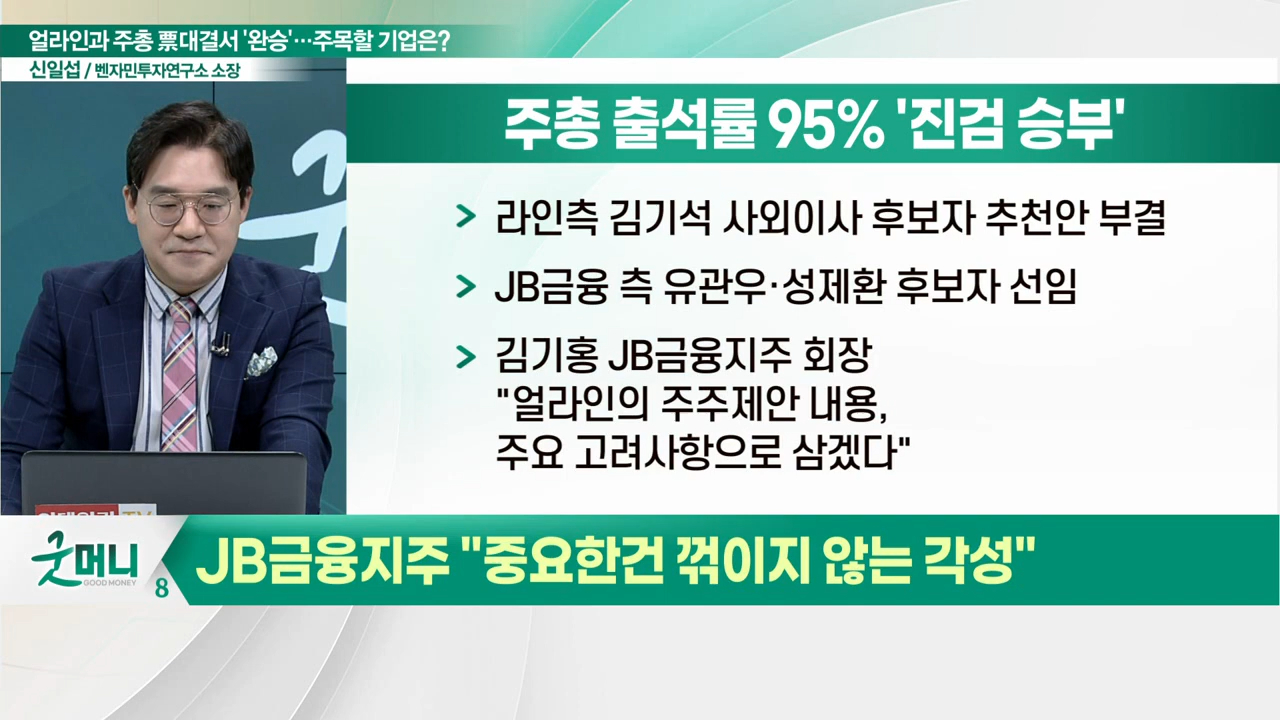 얼라인과 주총 票대결서 '완승'…주목할 기업은?
신일섭 / 벤자민투자연구소 소장
주총 출석률 95% '진검 승부'
> 라인측 김기석 사외이사 후보자 추천안 부결
> JB금융 측 유관우·성제환 후보자 선임
> 김기홍 JB금융지주 회장
"얼라인의 주주제안 내용,
주요 고려사항으로 삼겠다"
굿머니
GOOD MONEY
8
JB금융지주 "중요한건 꺾이지 않는 각성"